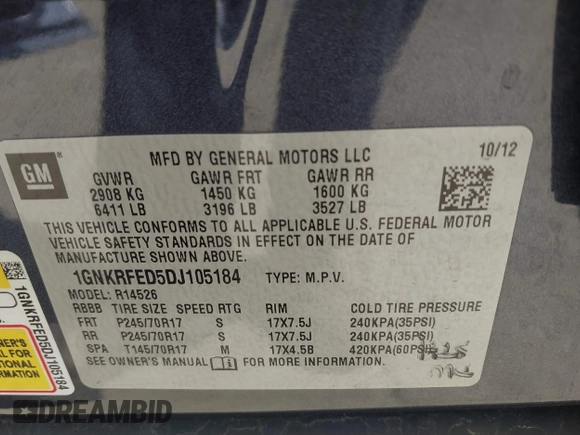 GM
®
MFD BY GENERAL MOTORS LLC
10/12
GVWR GAWR FRT GAWR RR
2908 KG 1450 KG 1600 KG
6411 LB 3196 LB 3527 LB
THIS VEHICLE CONFORMS TO ALL APPLICABLE U.S. FEDERAL MOTOR
VEHICLE SAFETY STANDARDS IN EFFECT ON THE DATE OF
MANUFACTURE SHOWN ABOVE.
1GNKRFED5DJ105184 TYPE: M.P.V.
MODEL: R14526
RBBB TIRE SIZE SPEED RTG RIM COLD TIRE PRESSURE
FRT P245/70R17 S 17X7.5J 240KPA(35PSI)
RR P245/70R17 S 17X7.5J 240KPA(35PSI)
SPA T145/70R17 M 17X4.5B 420KPA(60PSI)
SEE OWNER'S MANUAL FOR MORE INFORMATION.
1GNKRFED5DJ105184
FOR
INFORMATION
DREAMBID